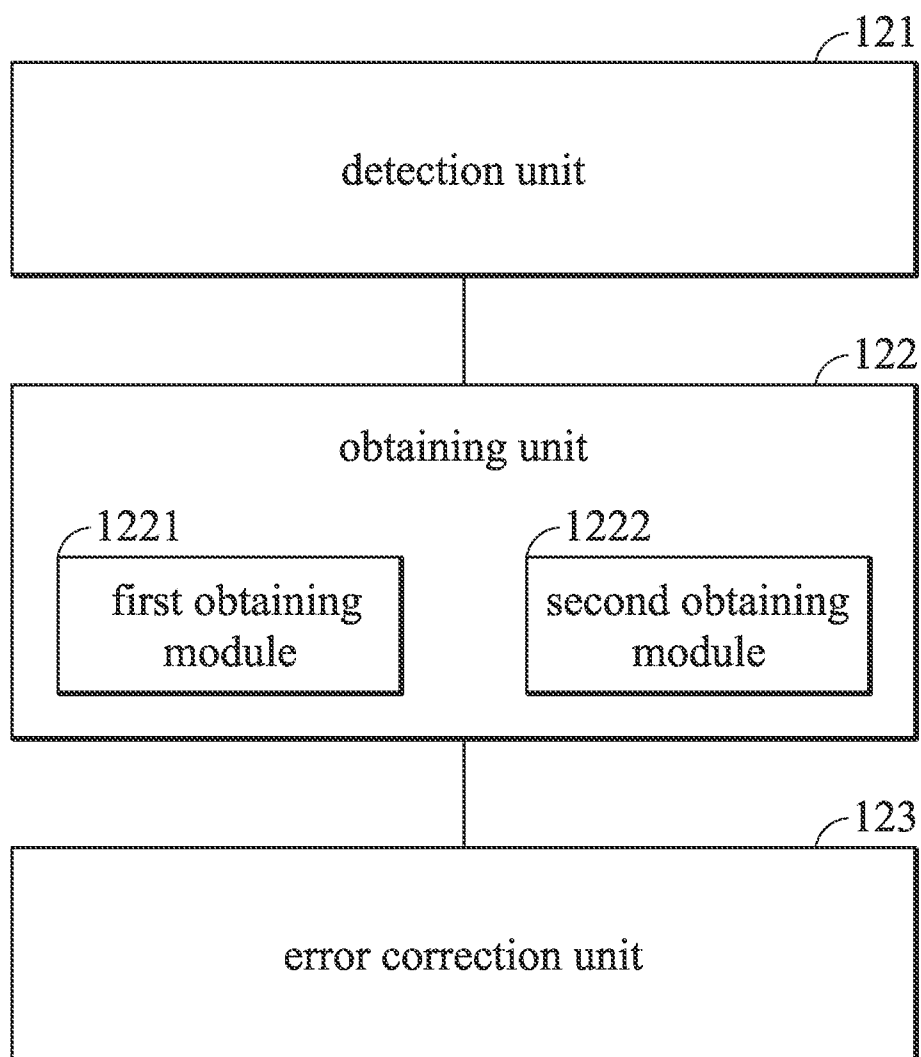 121
detection unit
122
obtaining unit
1221
1222
first obtaining
module
second obtaining
module
123
error correction unit